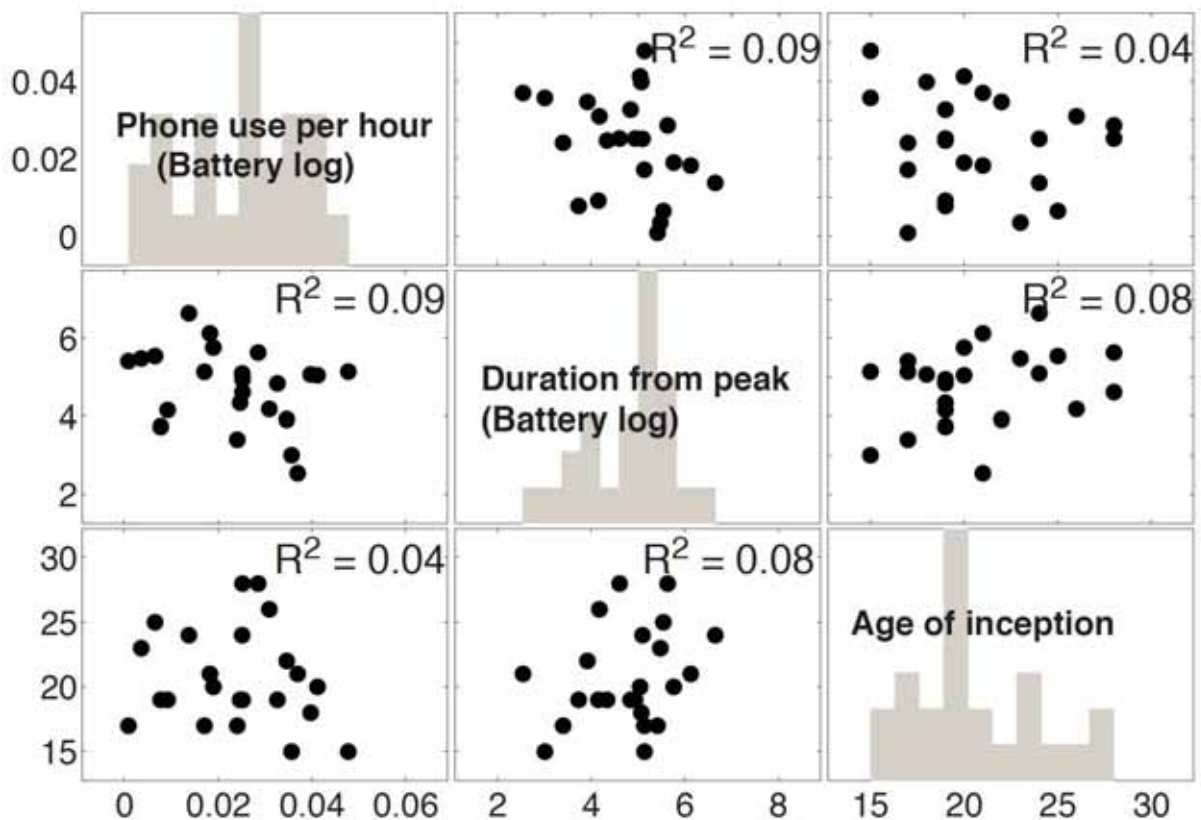 R² = 0.09
R² = 0.04
0.04
Phone use per hour
(Battery log)
0.02
0
R² = 0.09
R² = 0.08
6
Duration from peak
(Battery log)
4
2
R² = 0.04
R² = 0.08
30
25
Age of inception
20
15
0 0.02 0.04 0.06 2 4 6 8 15 20 25 30